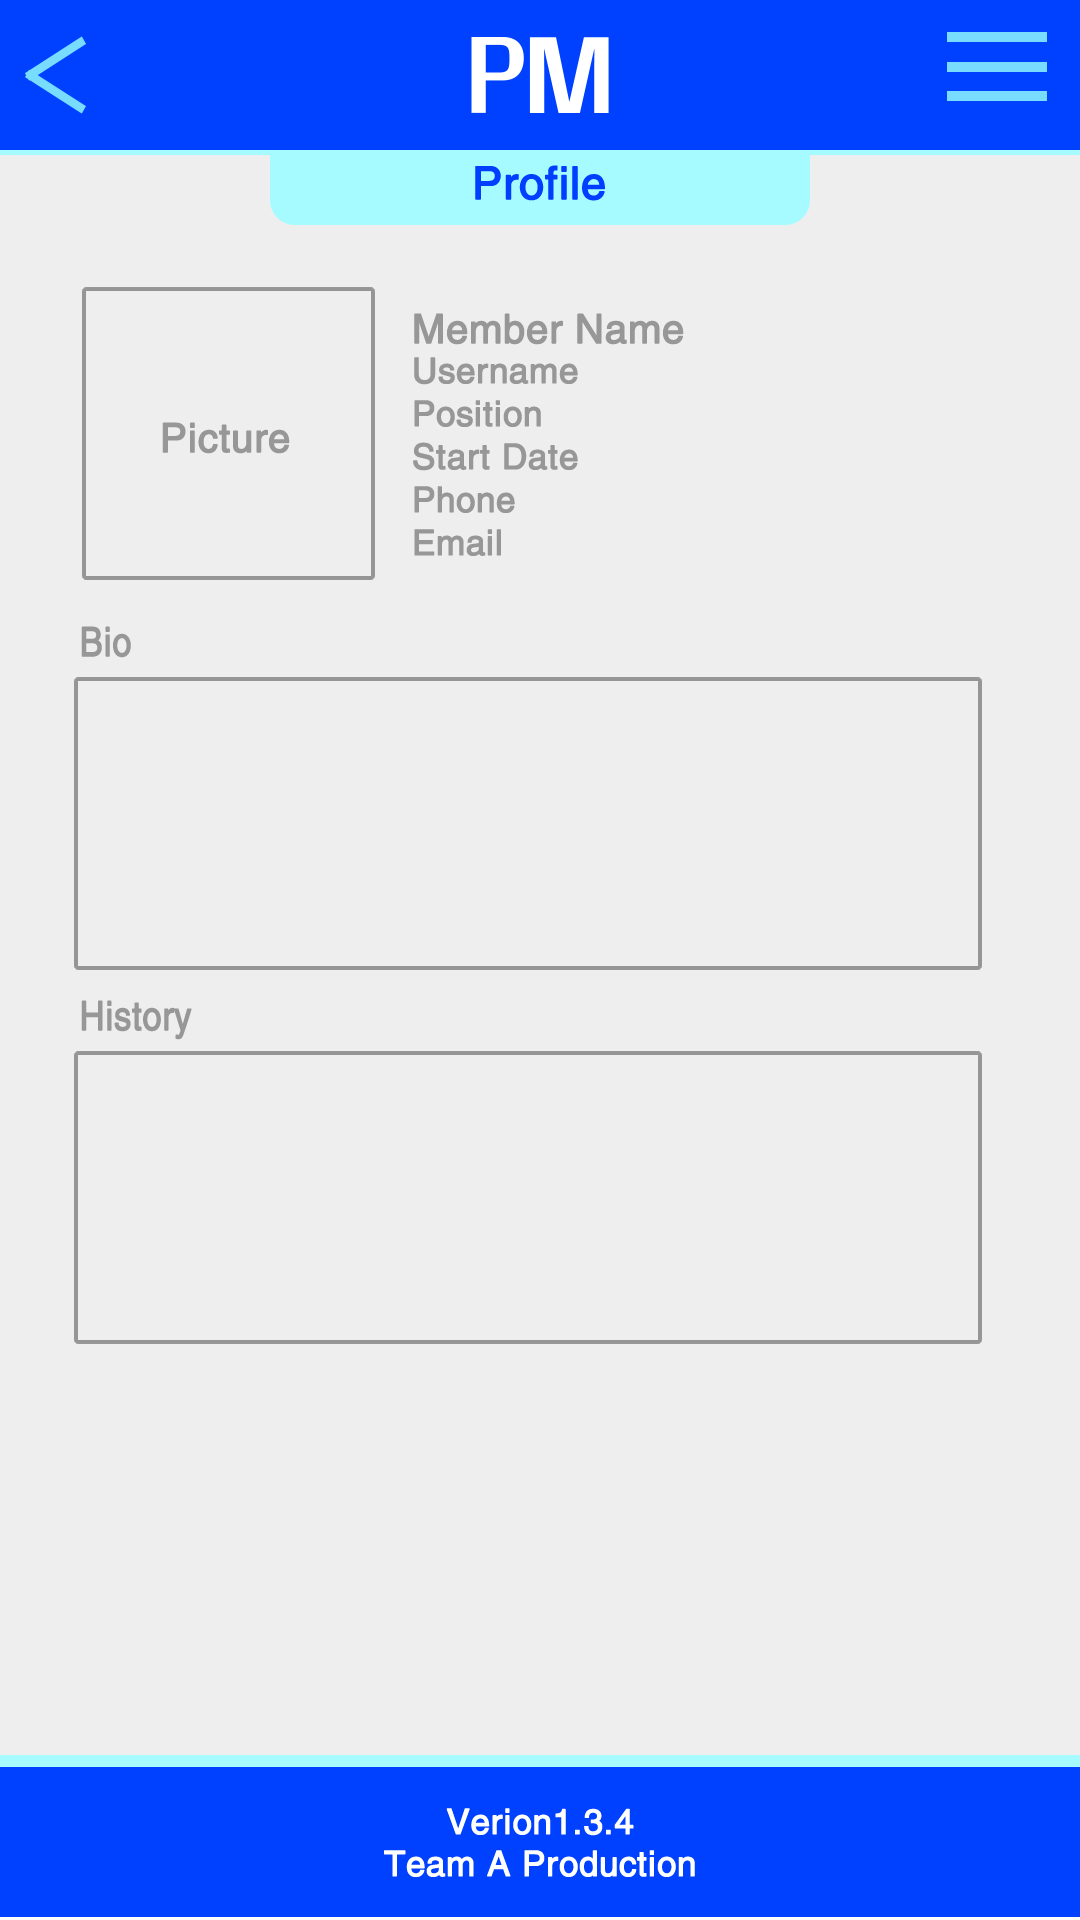 PM
Profile
Picture
Member Name
Username
Position
Start Date
Phone
Email
Bio
History
Verion1.3.4
Team A Production